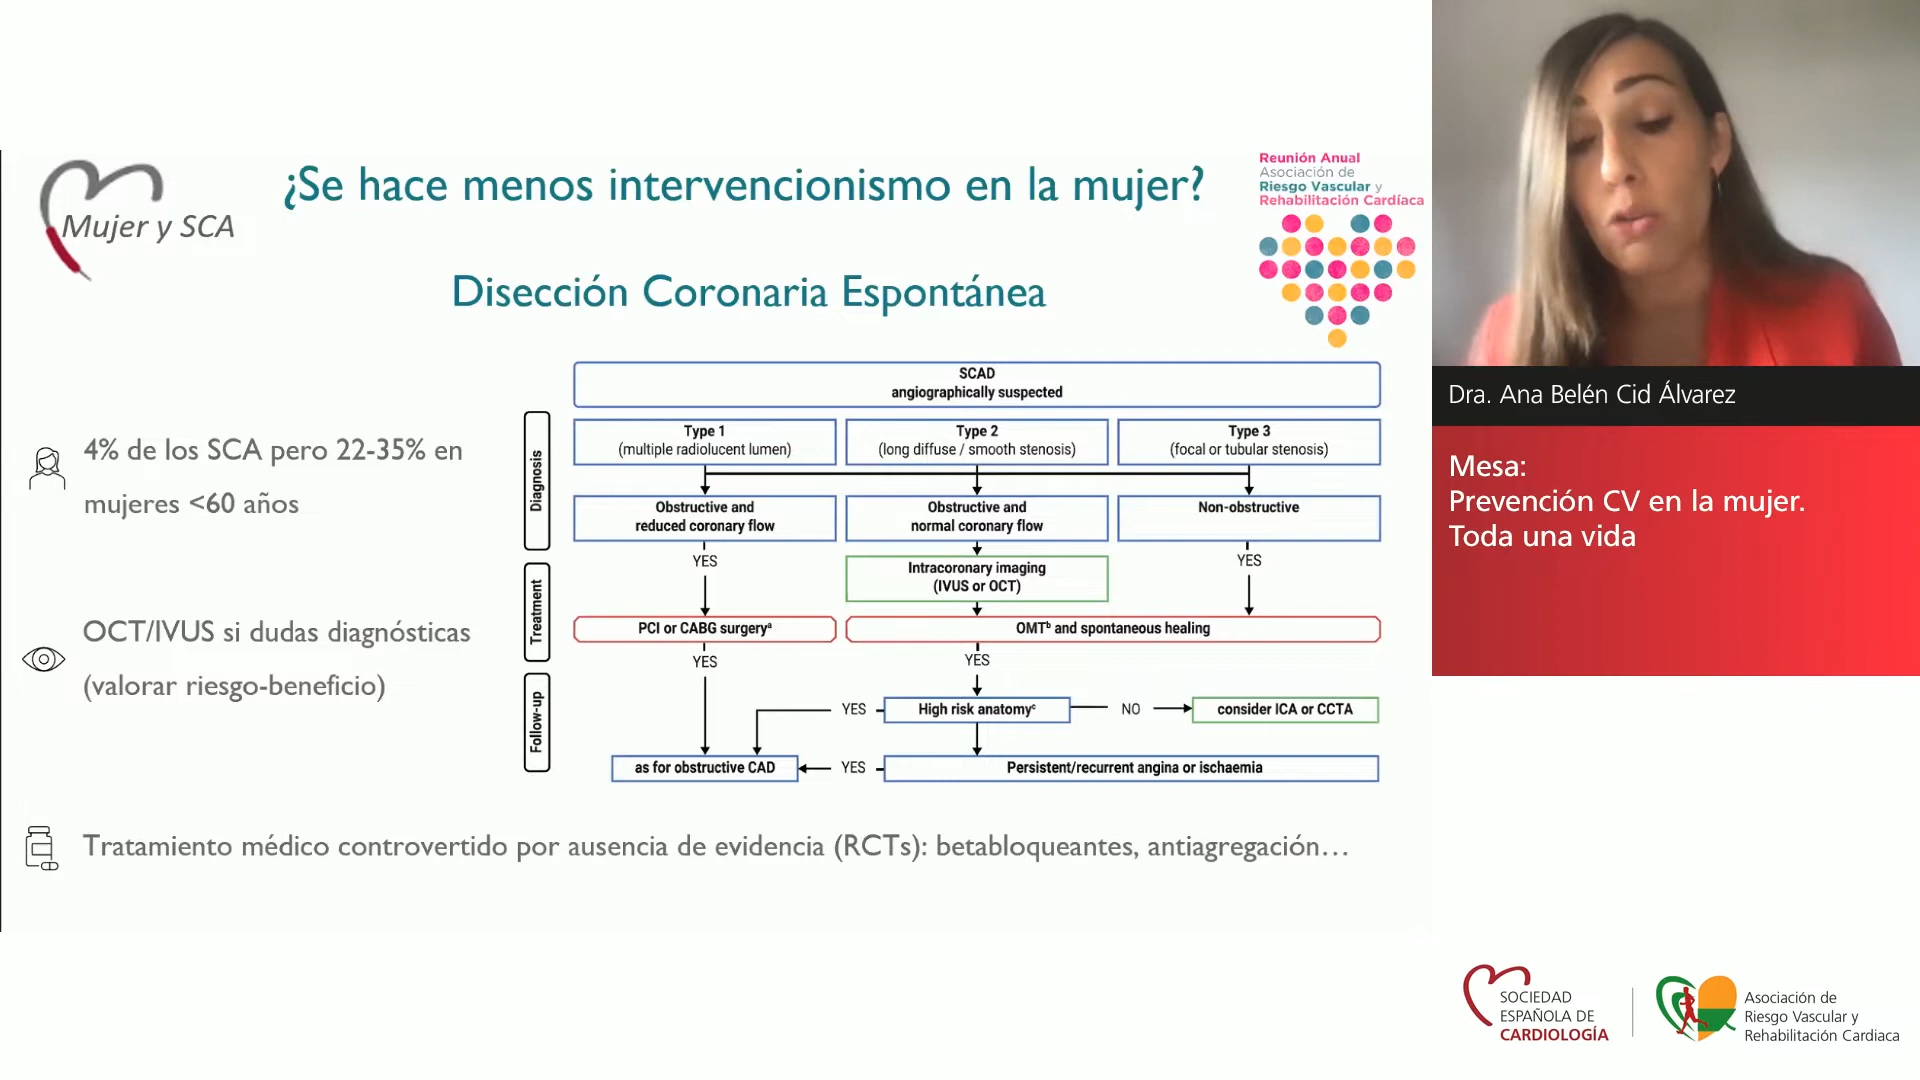 Mujer y SCA
¿Se hace menos intervencionismo en la mujer?
Reunión Anual
Asociación de
Riesgo Vascular y
Rehabilitación Cardíaca
Disección Coronaria Espontánea
4% de los SCA pero 22-35% en
mujeres <60 años
OCT/IVUS si dudas diagnósticas
(valorar riesgo-beneficio)
SCAD
angiographically suspected
Diagnosis
Type 1
(multiple radiolucent lumen)
Type 2
(long diffuse / smooth stenosis)
Type 3
(focal or tubular stenosis)
Obstructive and
reduced coronary flow
Obstructive and
normal coronary flow
Non-obstructive
YES
Intracoronary imaging
(IVUS or OCT)
YES
Treatment
PCI or CABG surgeryᵃ
OMTᵇ and spontaneous healing
YES
YES
Follow-up
YES
High risk anatomyᶜ
NO
consider ICA or CCTA
as for obstructive CAD
YES
Persistent/recurrent angina or ischaemia
Tratamiento médico controvertido por ausencia de evidencia (RCTs): betabloqueantes, antiagregación…
Dra. Ana Belén Cid Álvarez
Mesa:
Prevención CV en la mujer.
Toda una vida
SOCIEDAD
ESPAÑOLA DE
CARDIOLOGÍA
Asociación de
Riesgo Vascular y
Rehabilitación Cardiaca